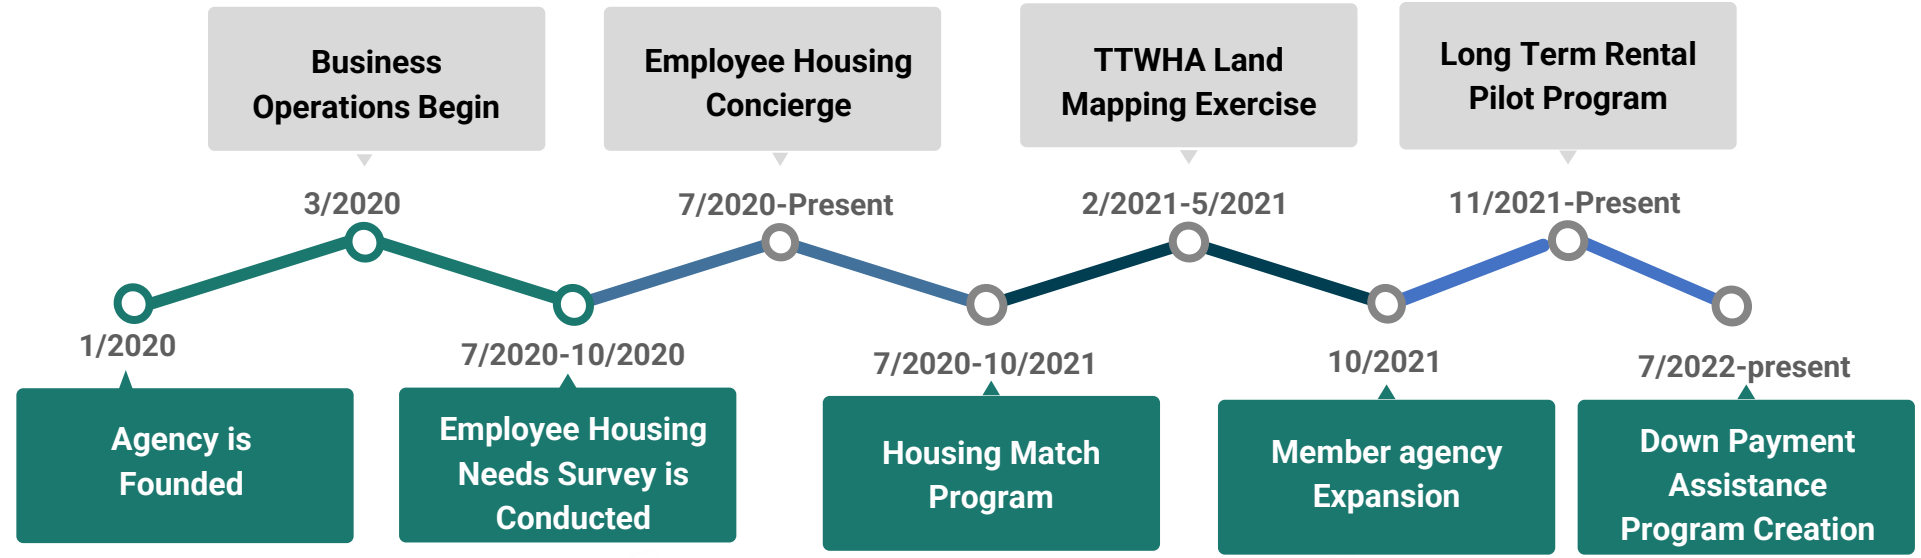 Business
Operations Begin
Employee Housing
Concierge
TTWHA Land
Mapping Exercise
Long Term Rental
Pilot Program
3/2020
7/2020-Present
2/2021-5/2021
11/2021-Present
1/2020
7/2020-10/2020
7/2020-10/2021
10/2021
7/2022-present
Agency is
Founded
Employee Housing
Needs Survey is
Conducted
Housing Match
Program
Member agency
Expansion
Down Payment
Assistance
Program Creation